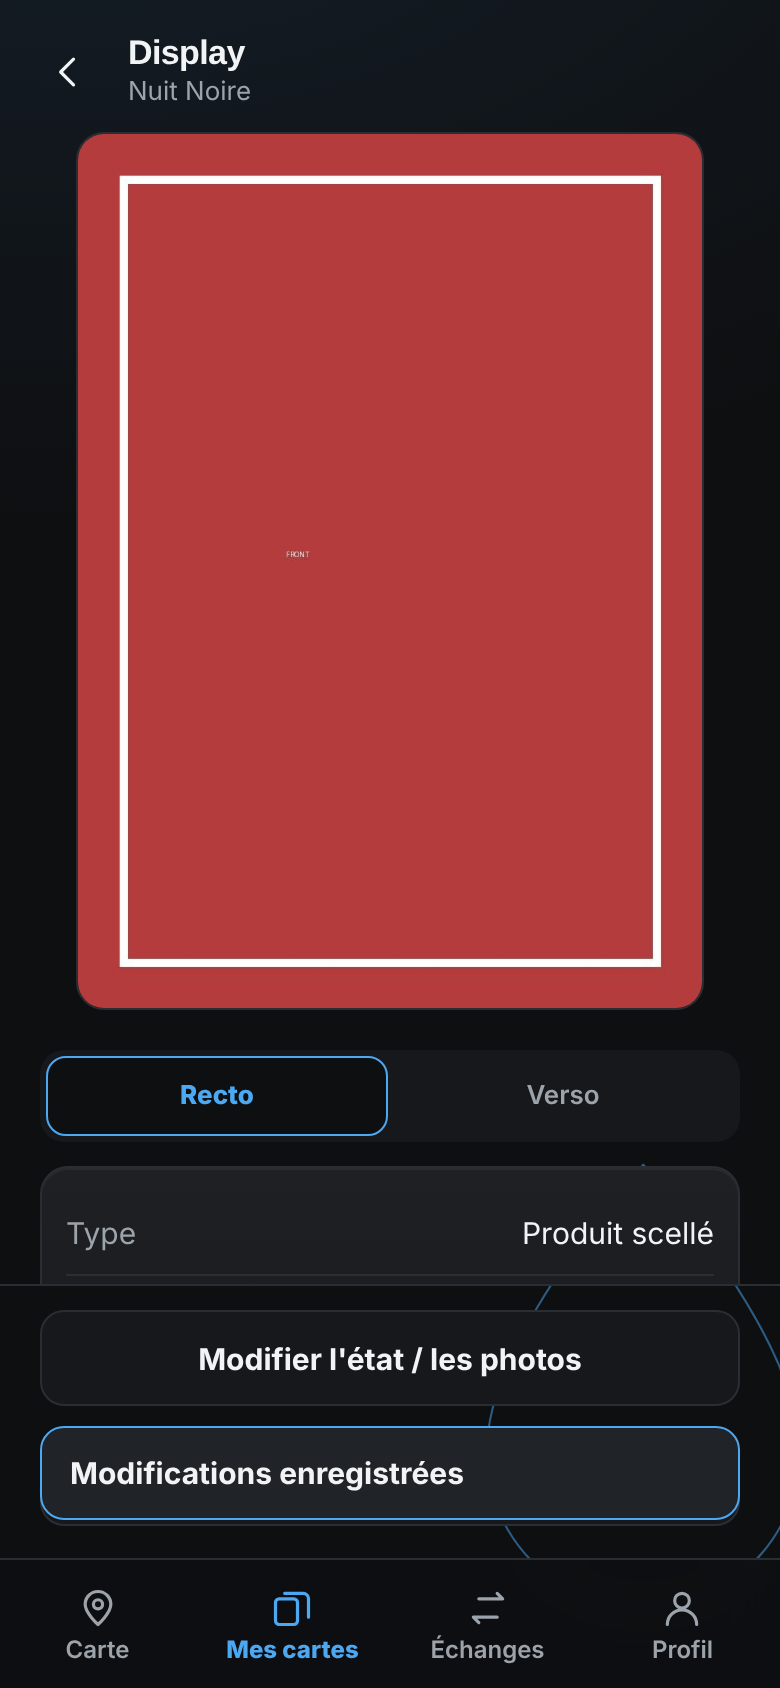 Display
Nuit Noire
FRONT
Recto
Verso
Type
Produit scellé
Modifier l'état / les photos
Modifications enregistrées
Carte
Mes cartes
Échanges
Profil